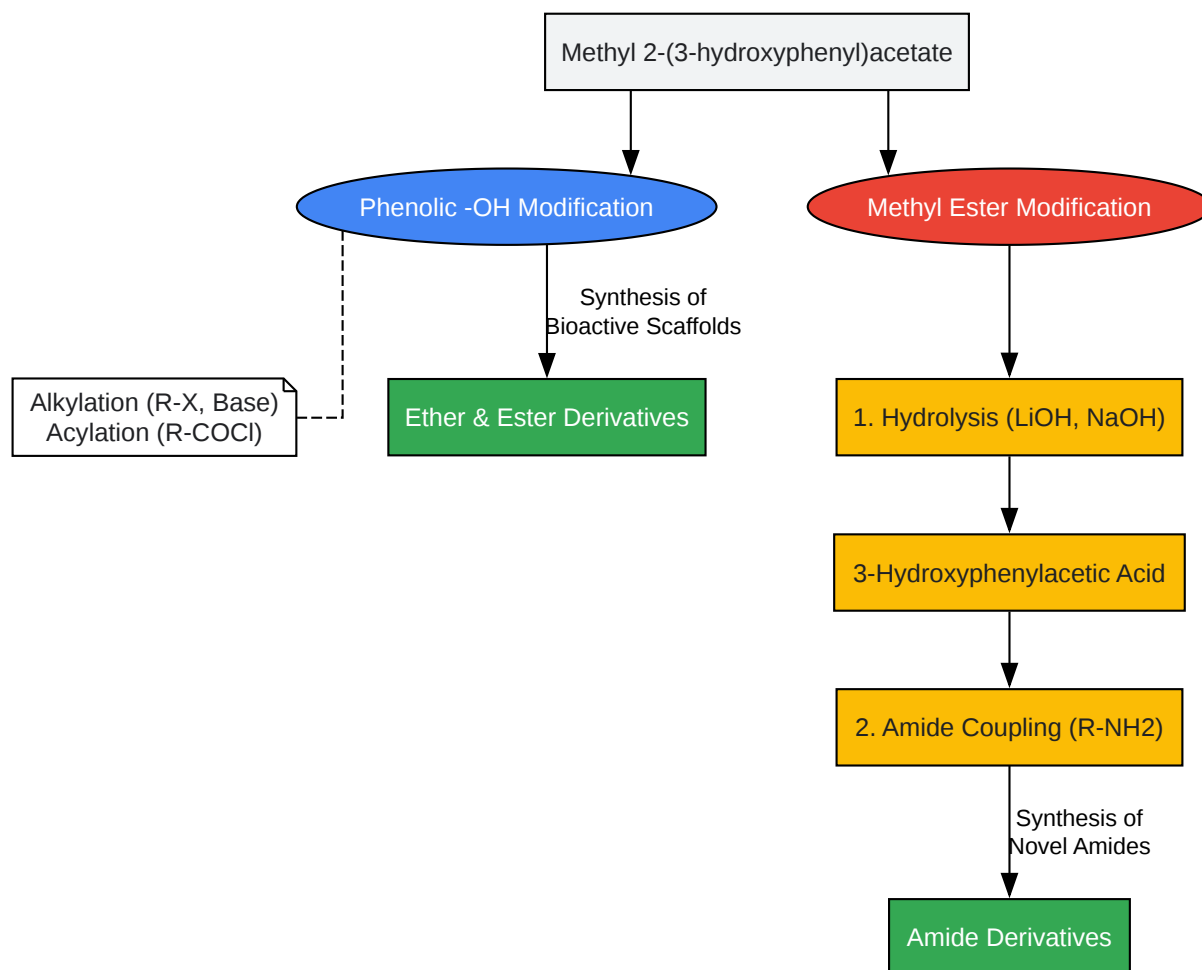 Methyl 2-(3-hydroxyphenyl)acetate
Phenolic -OH Modification
Methyl Ester Modification
Synthesis of
Bioactive Scaffolds
Alkylation (R-X, Base)
Acylation (R-COCl)
Ether & Ester Derivatives
1. Hydrolysis (LiOH, NaOH)
3-Hydroxyphenylacetic Acid
2. Amide Coupling (R-NH2)
Synthesis of
Novel Amides
Amide Derivatives